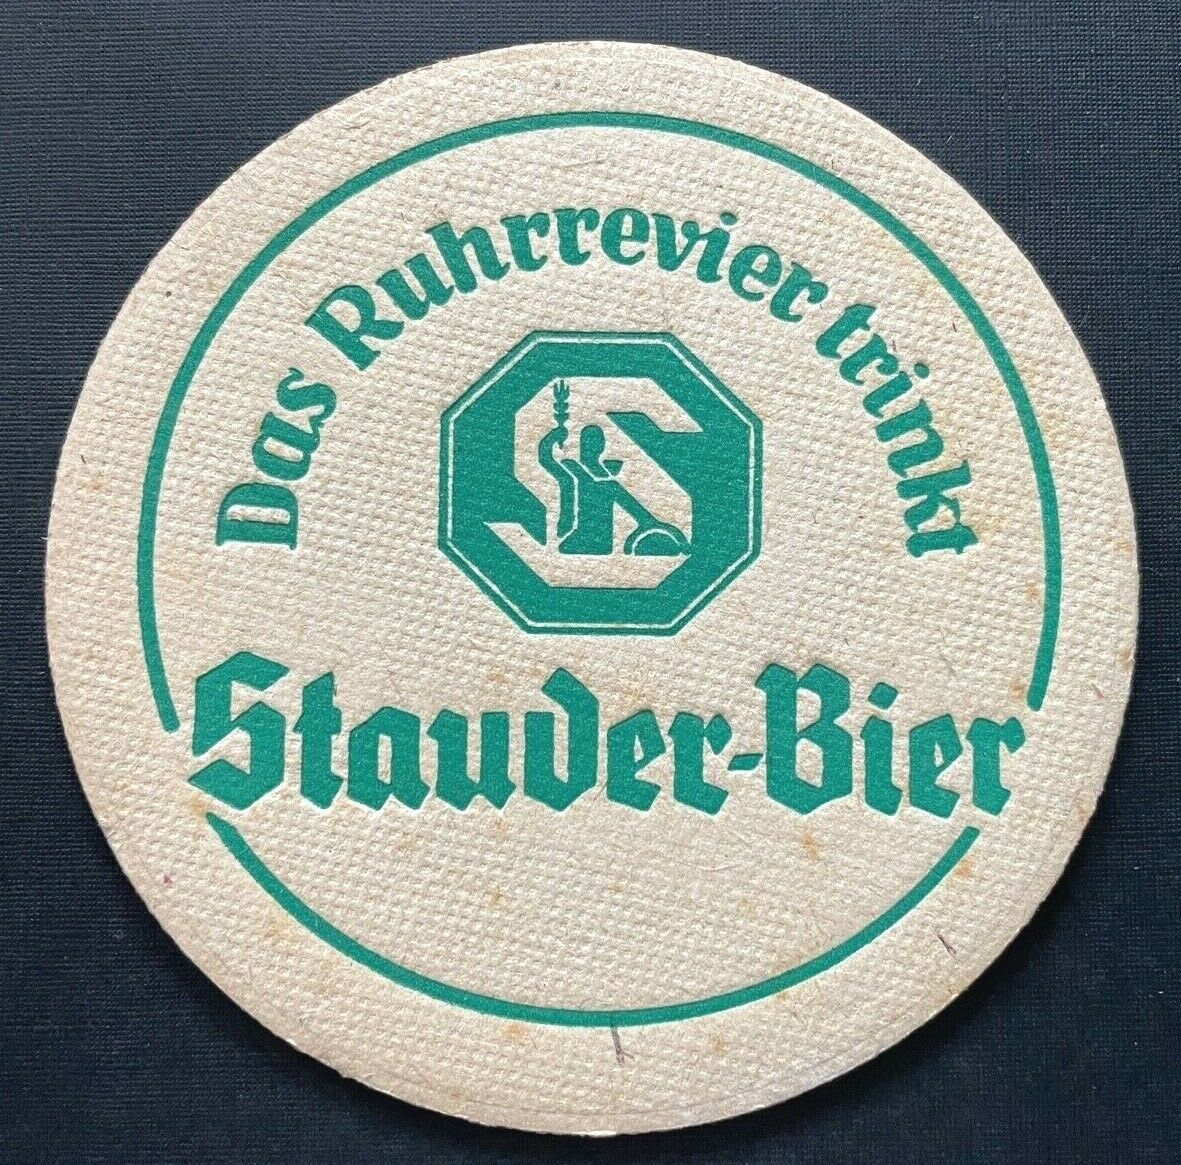 Das Ruhrrevier trinkt
S
Stauder-Bier